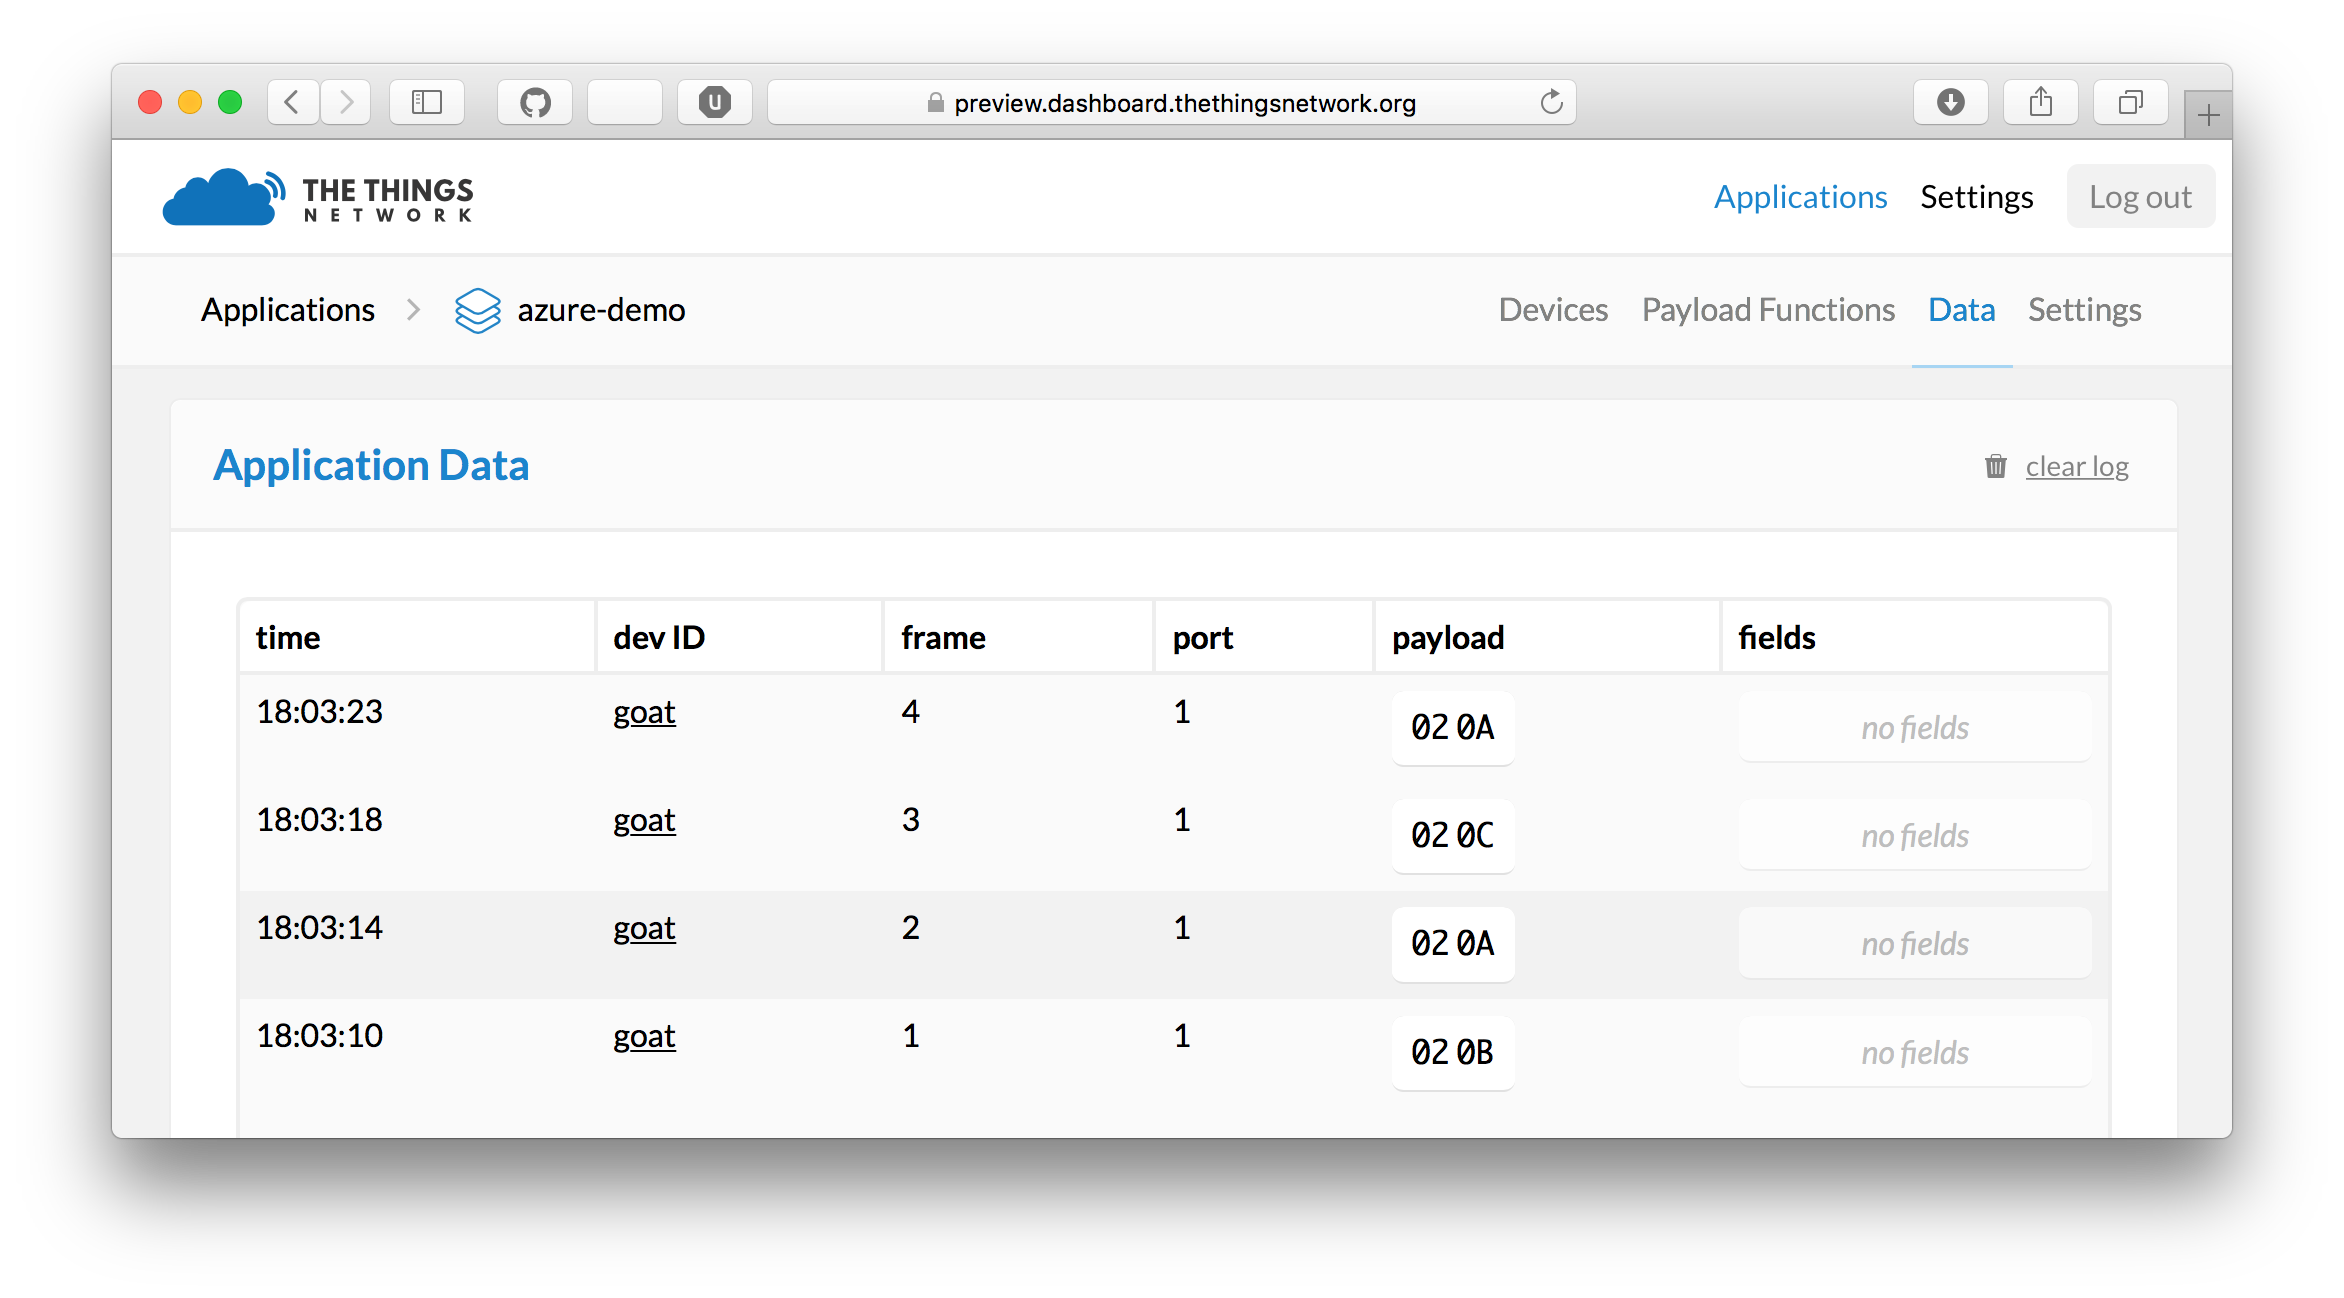 preview.dashboard.thethingsnetwork.org
THE THINGS
NETWORK
Applications Settings Log out
Applications azure-demo Devices Payload Functions Data Settings
Application Data clear log
time dev ID frame port payload fields
18:03:23 goat 4 1 02 0A no fields
18:03:18 goat 3 1 02 0C no fields
18:03:14 goat 2 1 02 0A no fields
18:03:10 goat 1 1 02 0B no fields